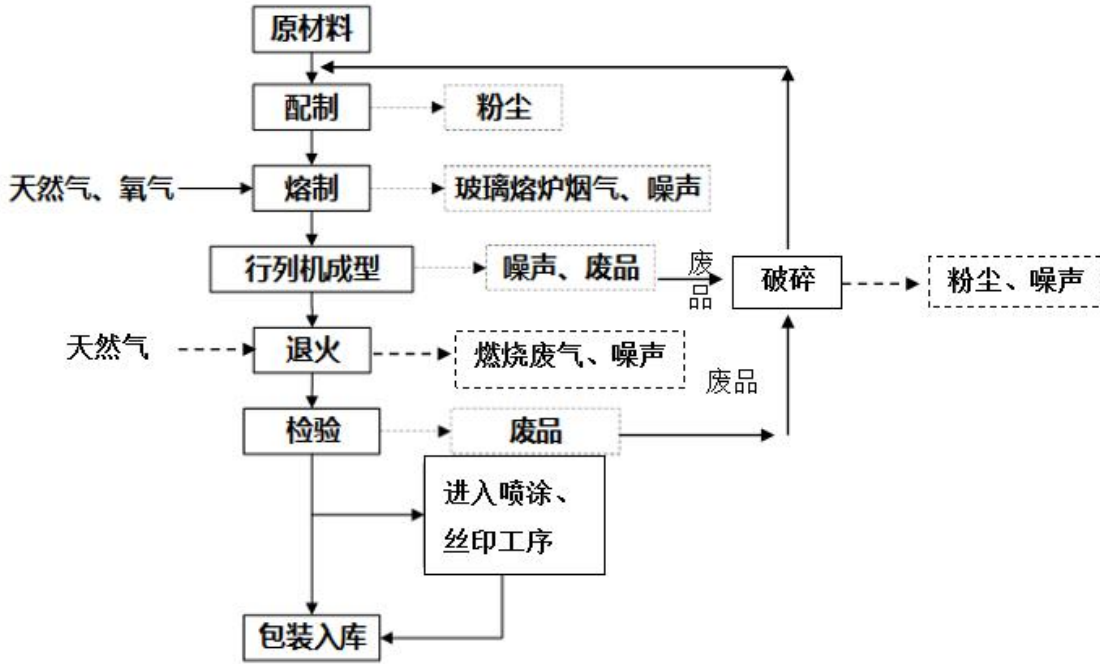 原材料
配制
粉尘
天然气、氧气
熔制
玻璃熔炉烟气、噪声
行列机成型
噪声、废品
废
品
破碎
粉尘、噪声
天然气
退火
燃烧废气、噪声
废品
检验
废品
进入喷涂、
丝印工序
包装入库